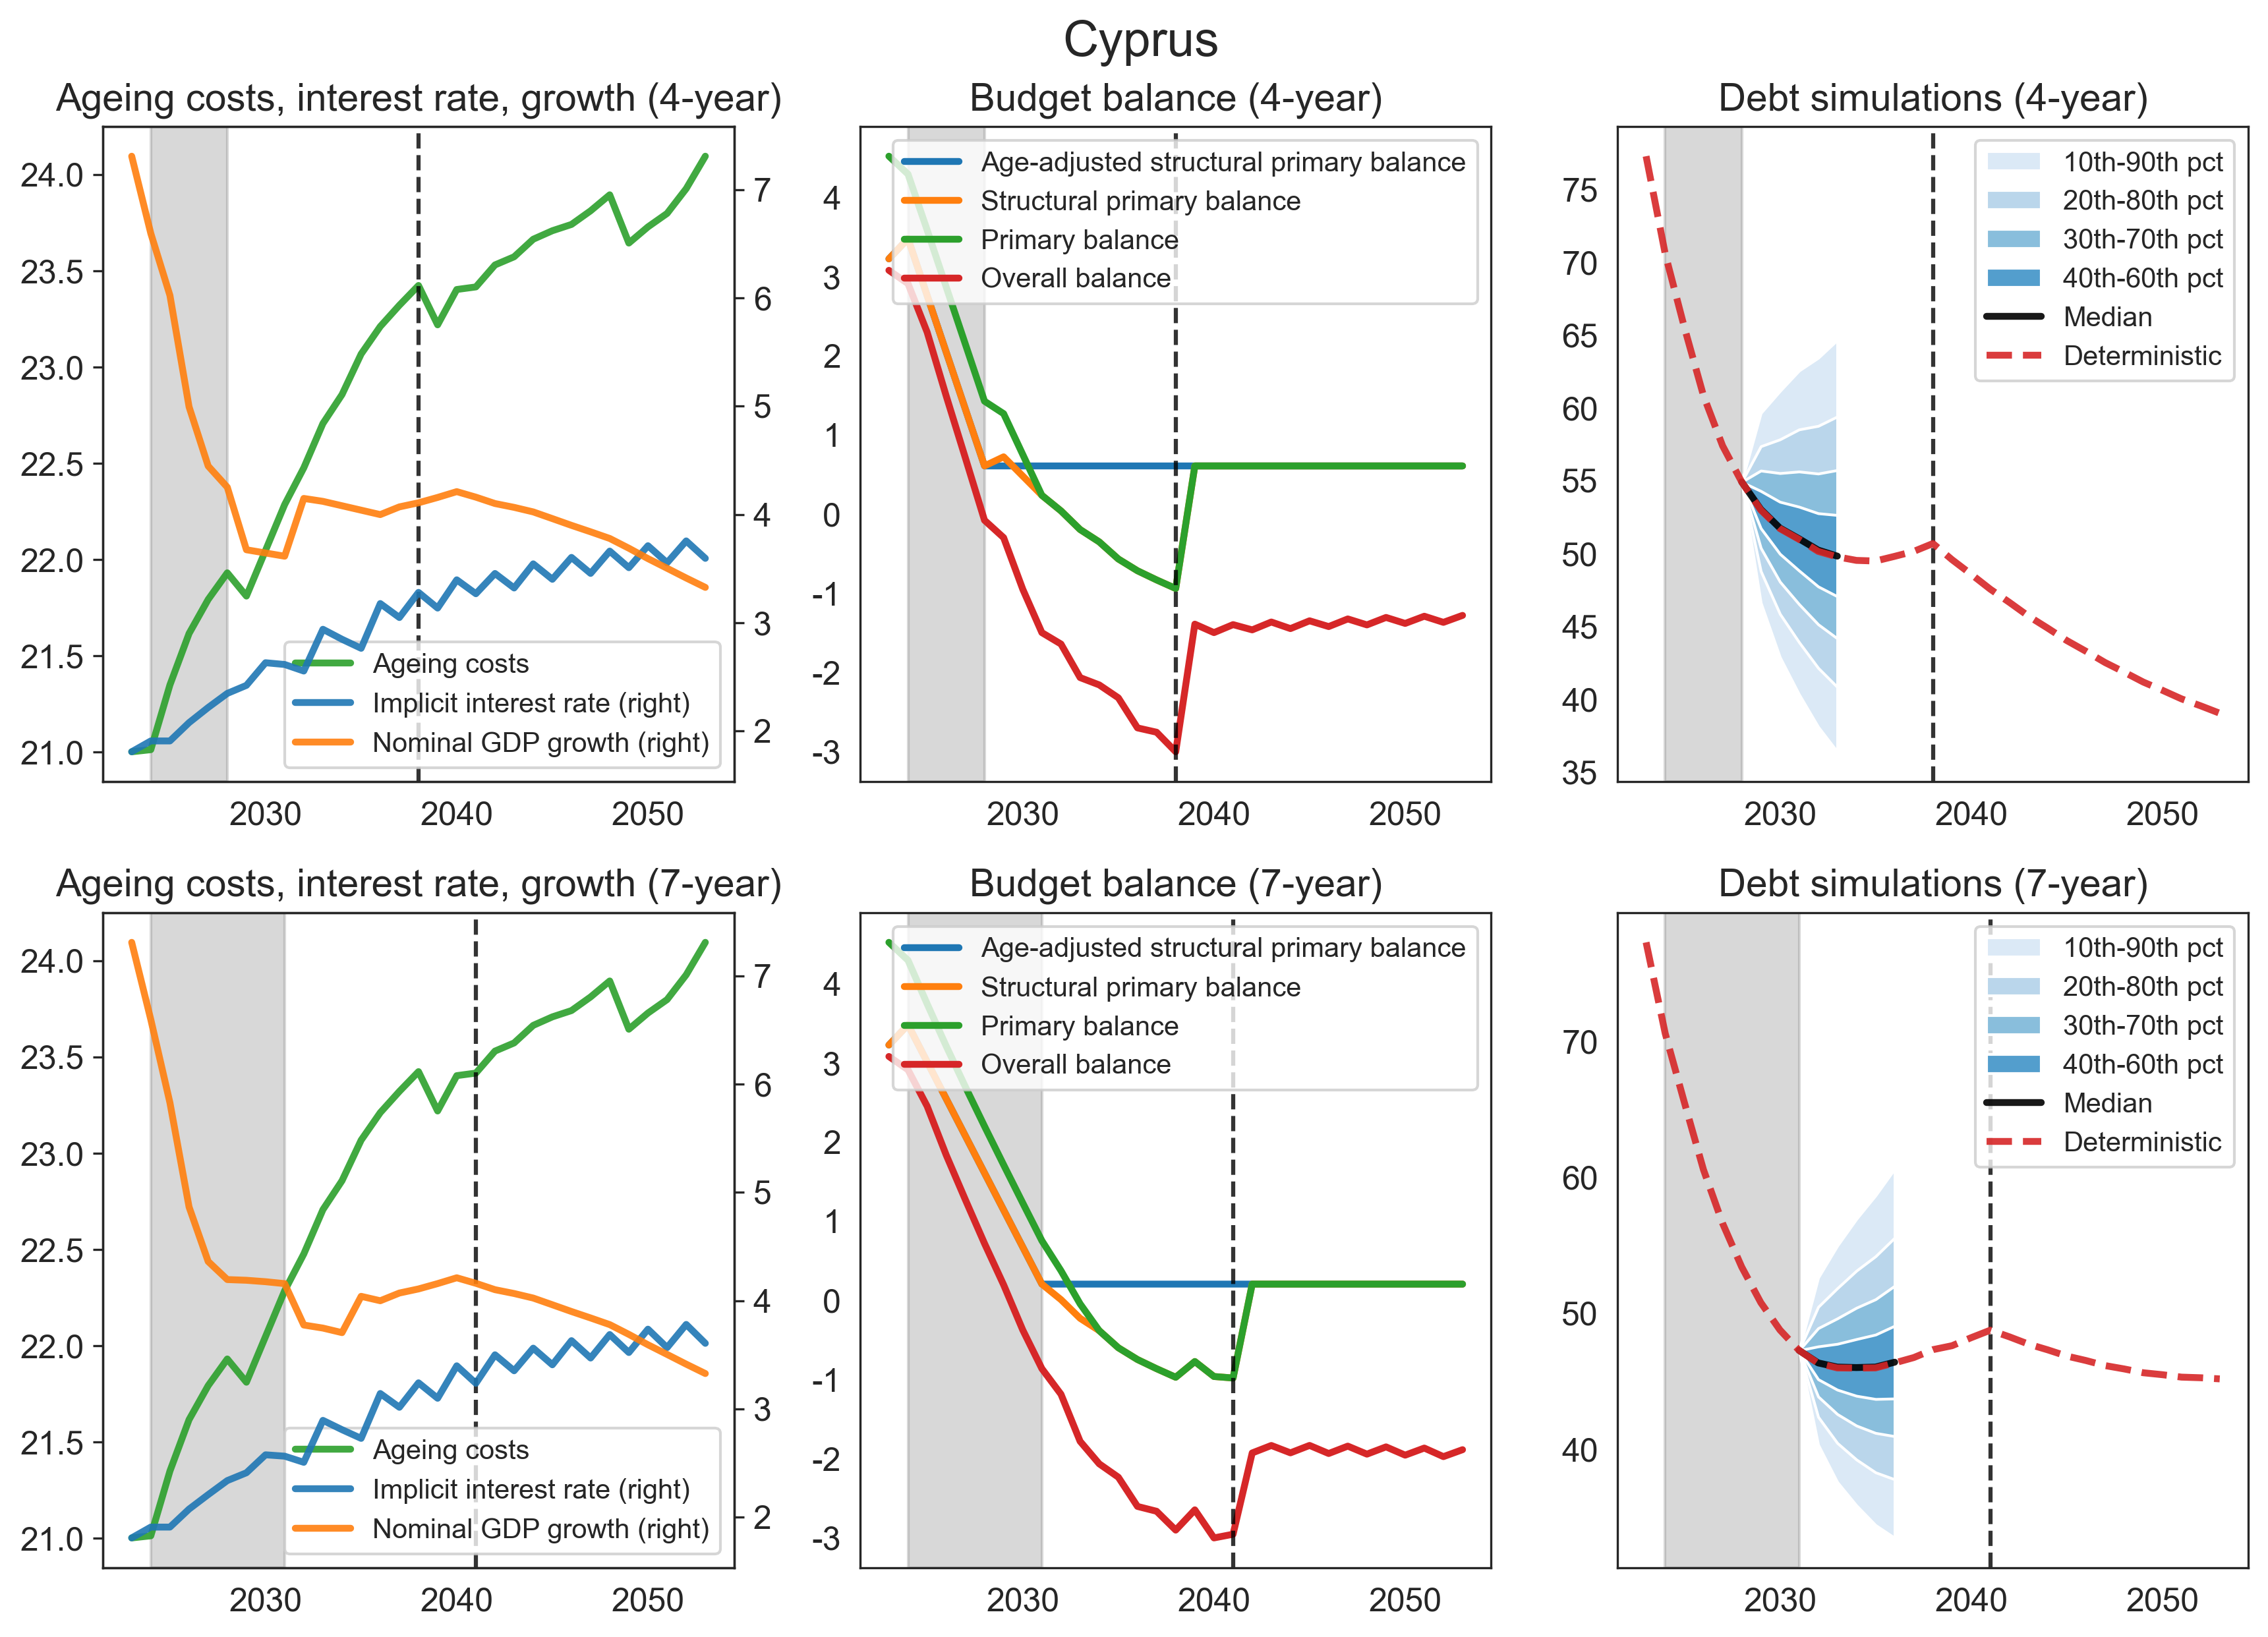 Cyprus
Ageing costs, interest rate, growth (4-year)
24.0
23.5
23.0
22.5
22.0
21.5
21.0
7
6
5
4
3
2
Ageing costs
Implicit interest rate (right)
Nominal GDP growth (right)
2030 2040 2050
Budget balance (4-year)
4
3
2
1
0
-1
-2
-3
Age-adjusted structural primary balance
Structural primary balance
Primary balance
Overall balance
2030 2040 2050
Debt simulations (4-year)
75
70
65
60
55
50
45
40
35
10th-90th pct
20th-80th pct
30th-70th pct
40th-60th pct
Median
Deterministic
2030 2040 2050
Ageing costs, interest rate, growth (7-year)
24.0
23.5
23.0
22.5
22.0
21.5
21.0
7
6
5
4
3
2
Ageing costs
Implicit interest rate (right)
Nominal GDP growth (right)
2030 2040 2050
Budget balance (7-year)
4
3
2
1
0
-1
-2
-3
Age-adjusted structural primary balance
Structural primary balance
Primary balance
Overall balance
2030 2040 2050
Debt simulations (7-year)
70
60
50
40
10th-90th pct
20th-80th pct
30th-70th pct
40th-60th pct
Median
Deterministic
2030 2040 2050